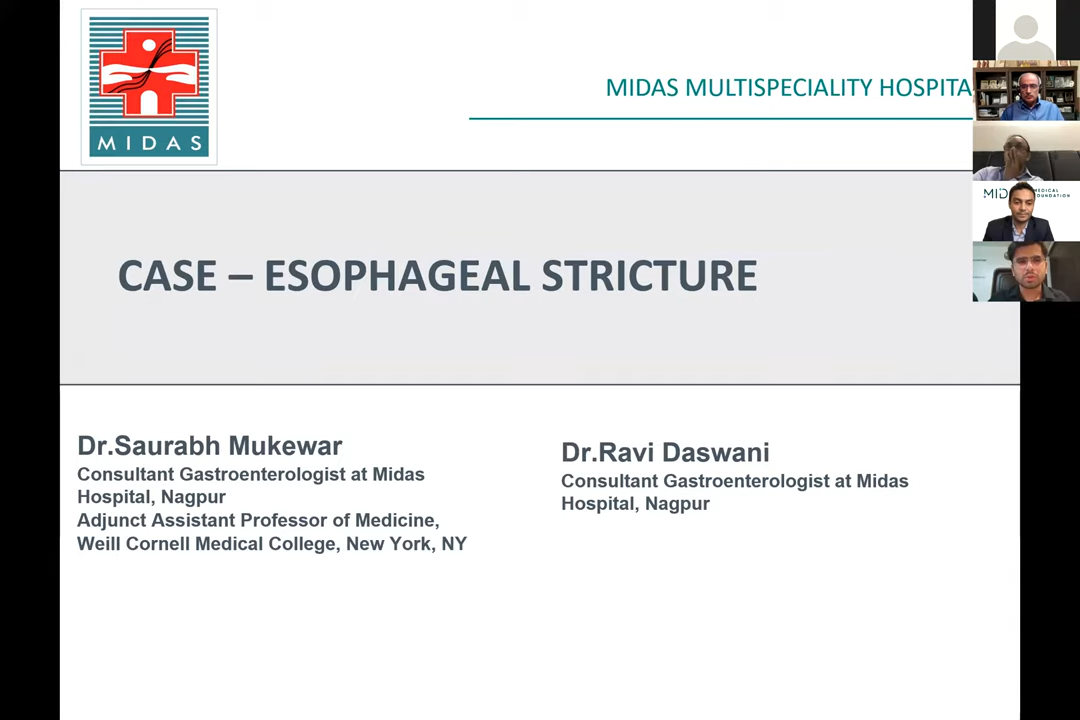 MIDAS
MIDAS MULTISPECIALITY HOSPITA
CASE – ESOPHAGEAL STRICTURE
Dr.Saurabh Mukewar
Consultant Gastroenterologist at Midas
Hospital, Nagpur
Adjunct Assistant Professor of Medicine,
Weill Cornell Medical College, New York, NY
Dr.Ravi Daswani
Consultant Gastroenterologist at Midas
Hospital, Nagpur
MID